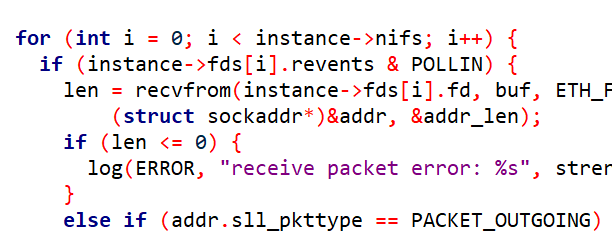 for (int i = 0; i < instance->nifs; i++) {
if (instance->fds[i].revents & POLLIN) {
len = recvfrom(instance->fds[i].fd, buf, ETH_F
(struct sockaddr*)&addr, &addr_len);
if (len <= 0) {
log(ERROR, "receive packet error: %s", strer
}
else if (addr.sll_pkttype == PACKET_OUTGOING)